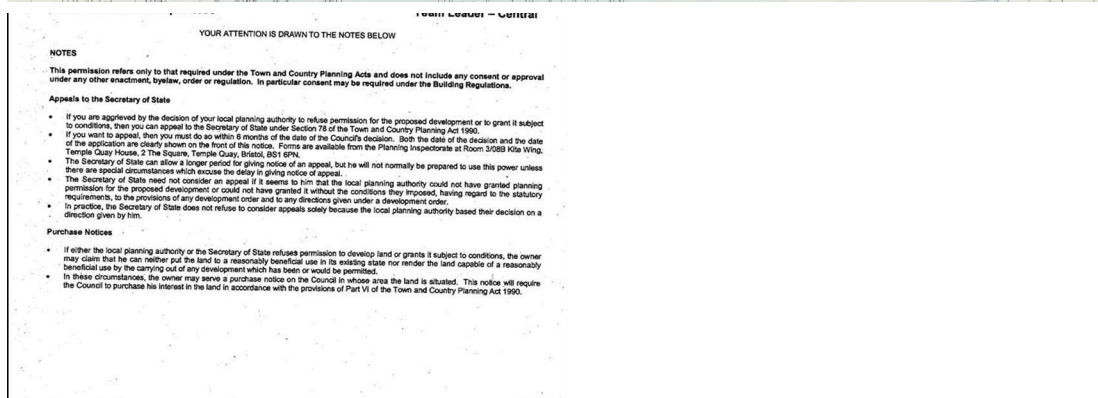 Team Leader – Central
YOUR ATTENTION IS DRAWN TO THE NOTES BELOW
NOTES
This permission refers only to that required under the Town and Country Planning Acts and does not include any consent or approval
under any other enactment, byelaw, order or regulation. In particular consent may be required under the Building Regulations.
Appeals to the Secretary of State
• If you are aggrieved by the decision of your local planning authority to refuse permission for the proposed development or to grant it subject
to conditions, then you can appeal to the Secretary of State under Section 78 of the Town and Country Planning Act 1990.
• If you want to appeal, then you must do so within 6 months of the date of the Council's decision. Both the date of the decision and the date
of the application are clearly shown on the front of this notice. Forms are available from the Planning Inspectorate at Room 3/08B Kite Wing,
Temple Quay House, 2 The Square, Temple Quay, Bristol, BS1 6PN.
• The Secretary of State can allow a longer period for giving notice of an appeal, but he will not normally be prepared to use this power unless
there are special circumstances which excuse the delay in giving notice of appeal.
• The Secretary of State need not consider an appeal if it seems to him that the local planning authority could not have granted planning
permission for the proposed development or could not have granted it without the conditions they imposed, having regard to the statutory
requirements, to the provisions of any development order and to any directions given under a development order.
• In practice, the Secretary of State does not refuse to consider appeals solely because the local planning authority based their decision on a
direction given by him.
Purchase Notices
• If either the local planning authority or the Secretary of State refuses permission to develop land or grants it subject to conditions, the owner
may claim that he can neither put the land to a reasonably beneficial use in its existing state nor render the land capable of a reasonably
beneficial use by the carrying out of any development which has been or would be permitted.
• In these circumstances, the owner may serve a purchase notice on the Council in whose area the land is situated. This notice will require
the Council to purchase his interest in the land in accordance with the provisions of Part VI of the Town and Country Planning Act 1990.